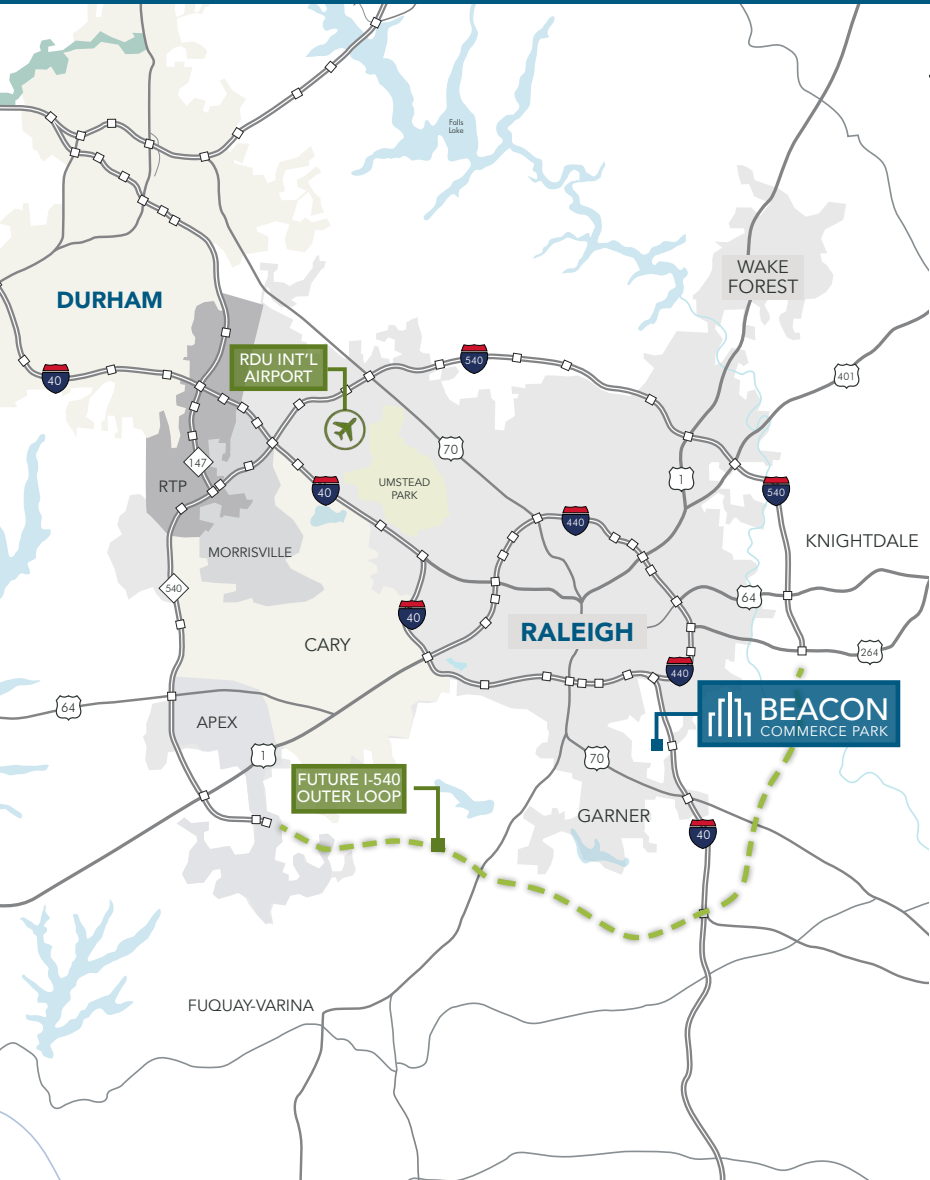 Falls
Lake
WAKE
FOREST
DURHAM
RDU INT'L
AIRPORT
540
40
401
70
147
RTP
UMSTEAD
PARK
1
40
540
440
KNIGHTDALE
MORRISVILLE
540
64
40
RALEIGH
CARY
264
440
64
APEX
BEACON
COMMERCE PARK
1
70
FUTURE I-540
OUTER LOOP
GARNER
40
FUQUAY-VARINA